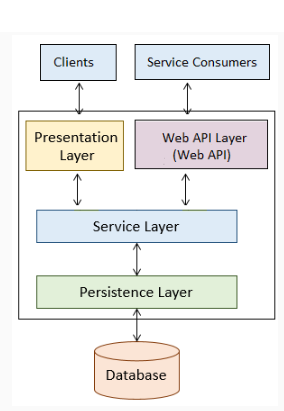 Clients
Service Consumers
Presentation
Layer
Web API Layer
(Web API)
Service Layer
Persistence Layer
Database